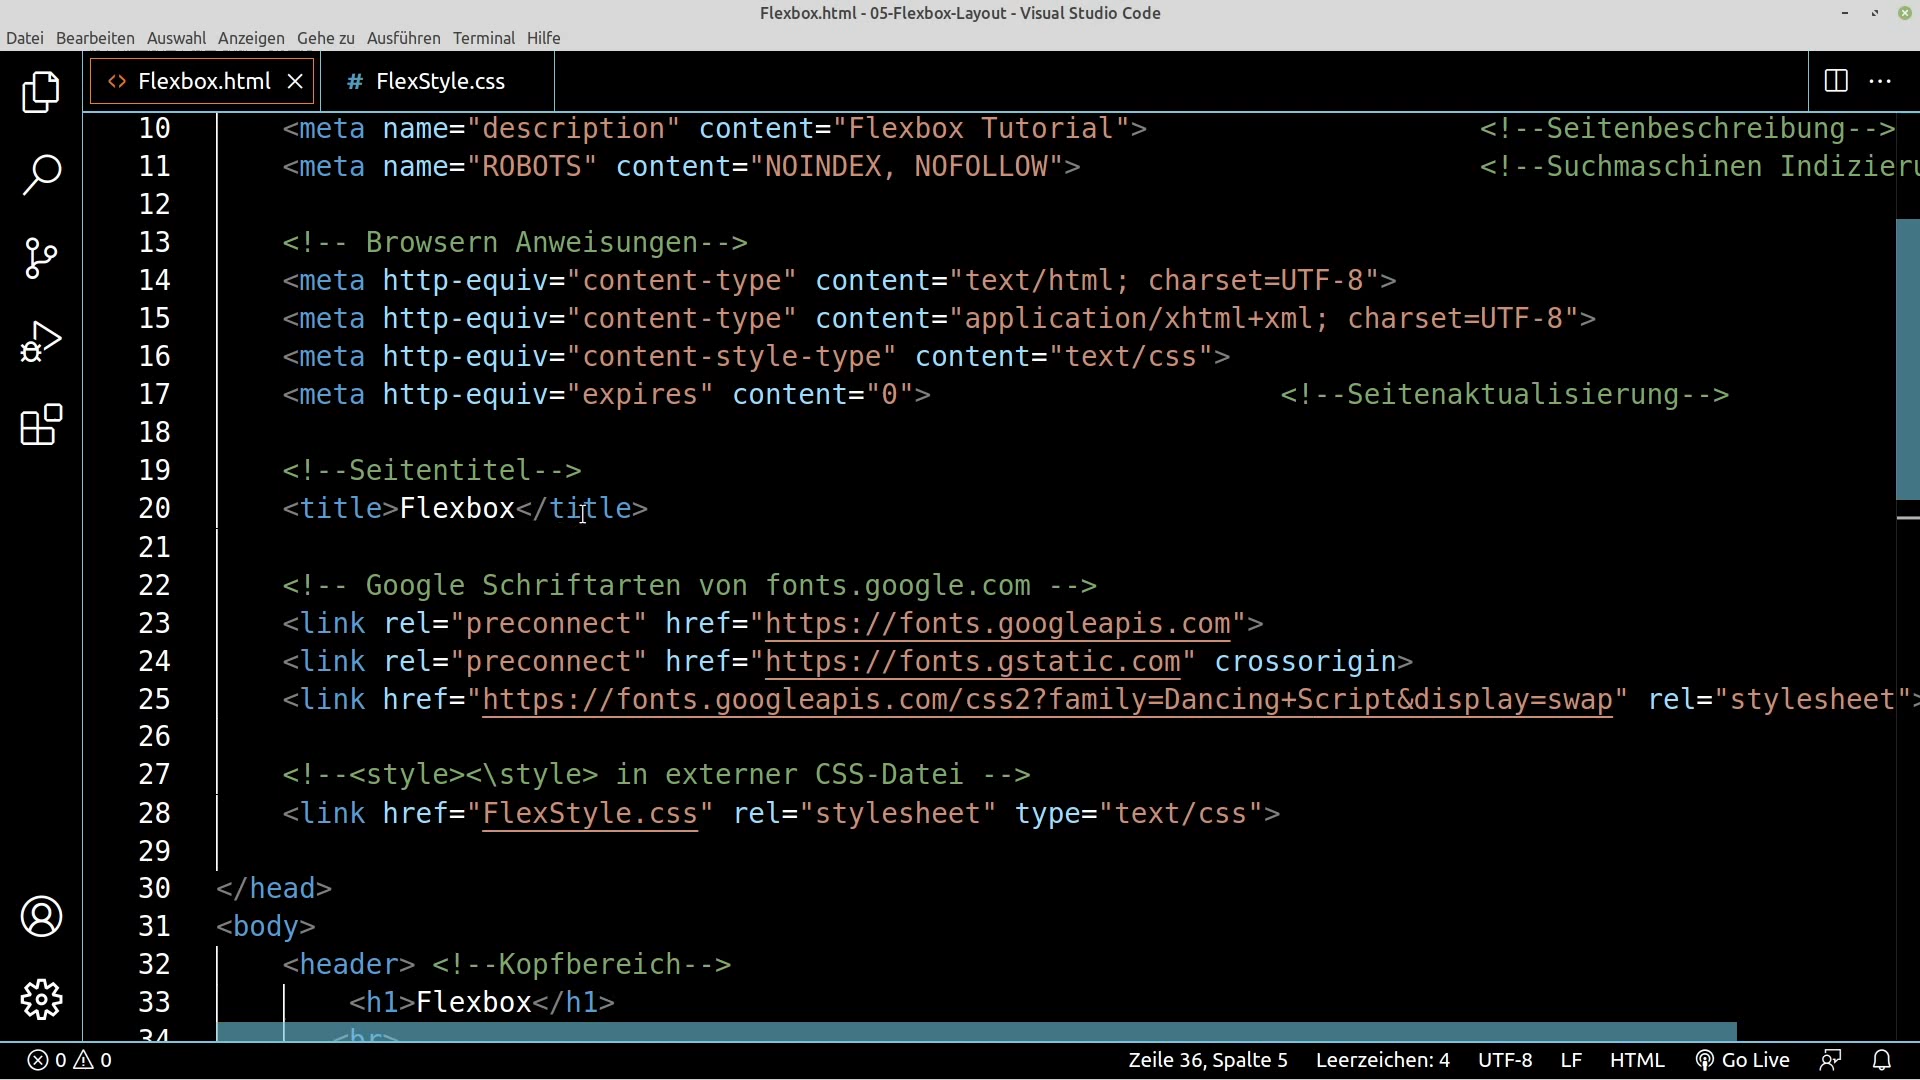 Flexbox.html - 05-Flexbox-Layout - Visual Studio Code
Datei Bearbeiten Auswahl Anzeigen Gehe zu Ausführen Terminal Hilfe
<> Flexbox.html # FlexStyle.css
10 <meta name="description" content="Flexbox Tutorial"> <!--Seitenbeschreibung-->
11 <meta name="ROBOTS" content="NOINDEX, NOFOLLOW"> <!--Suchmaschinen Indizieru
12
13 <!-- Browsern Anweisungen-->
14 <meta http-equiv="content-type" content="text/html; charset=UTF-8">
15 <meta http-equiv="content-type" content="application/xhtml+xml; charset=UTF-8">
16 <meta http-equiv="content-style-type" content="text/css">
17 <meta http-equiv="expires" content="0"> <!--Seitenaktualisierung-->
18
19 <!--Seitentitel-->
20 <title>Flexbox</title>
21
22 <!-- Google Schriftarten von fonts.google.com -->
23 <link rel="preconnect" href="https://fonts.googleapis.com">
24 <link rel="preconnect" href="https://fonts.gstatic.com" crossorigin>
25 <link href="https://fonts.googleapis.com/css2?family=Dancing+Script&display=swap" rel="stylesheet">
26
27 <!--<style><\style> in externer CSS-Datei -->
28 <link href="FlexStyle.css" rel="stylesheet" type="text/css">
29
30 </head>
31 <body>
32 <header> <!--Kopfbereich-->
33 <h1>Flexbox</h1>
34 <br>
0 0 Zeile 36, Spalte 5 Leerzeichen: 4 UTF-8 LF HTML Go Live